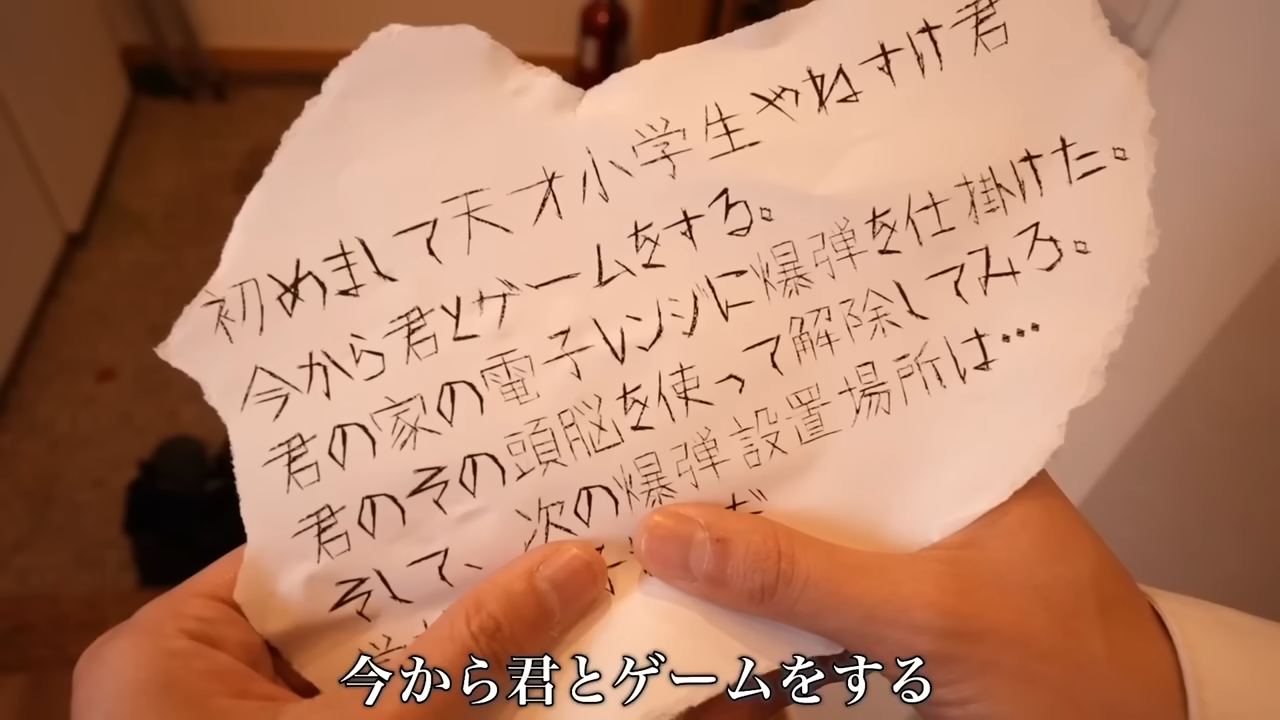 初めまして天才小学生やねすけ君
今から君とゲームをする。
君の家の電子レンジに爆弾を仕掛けた。
君のその頭脳を使って解除してみろ。
そして、次の爆弾設置場所は…
だ
今から君とゲームをする